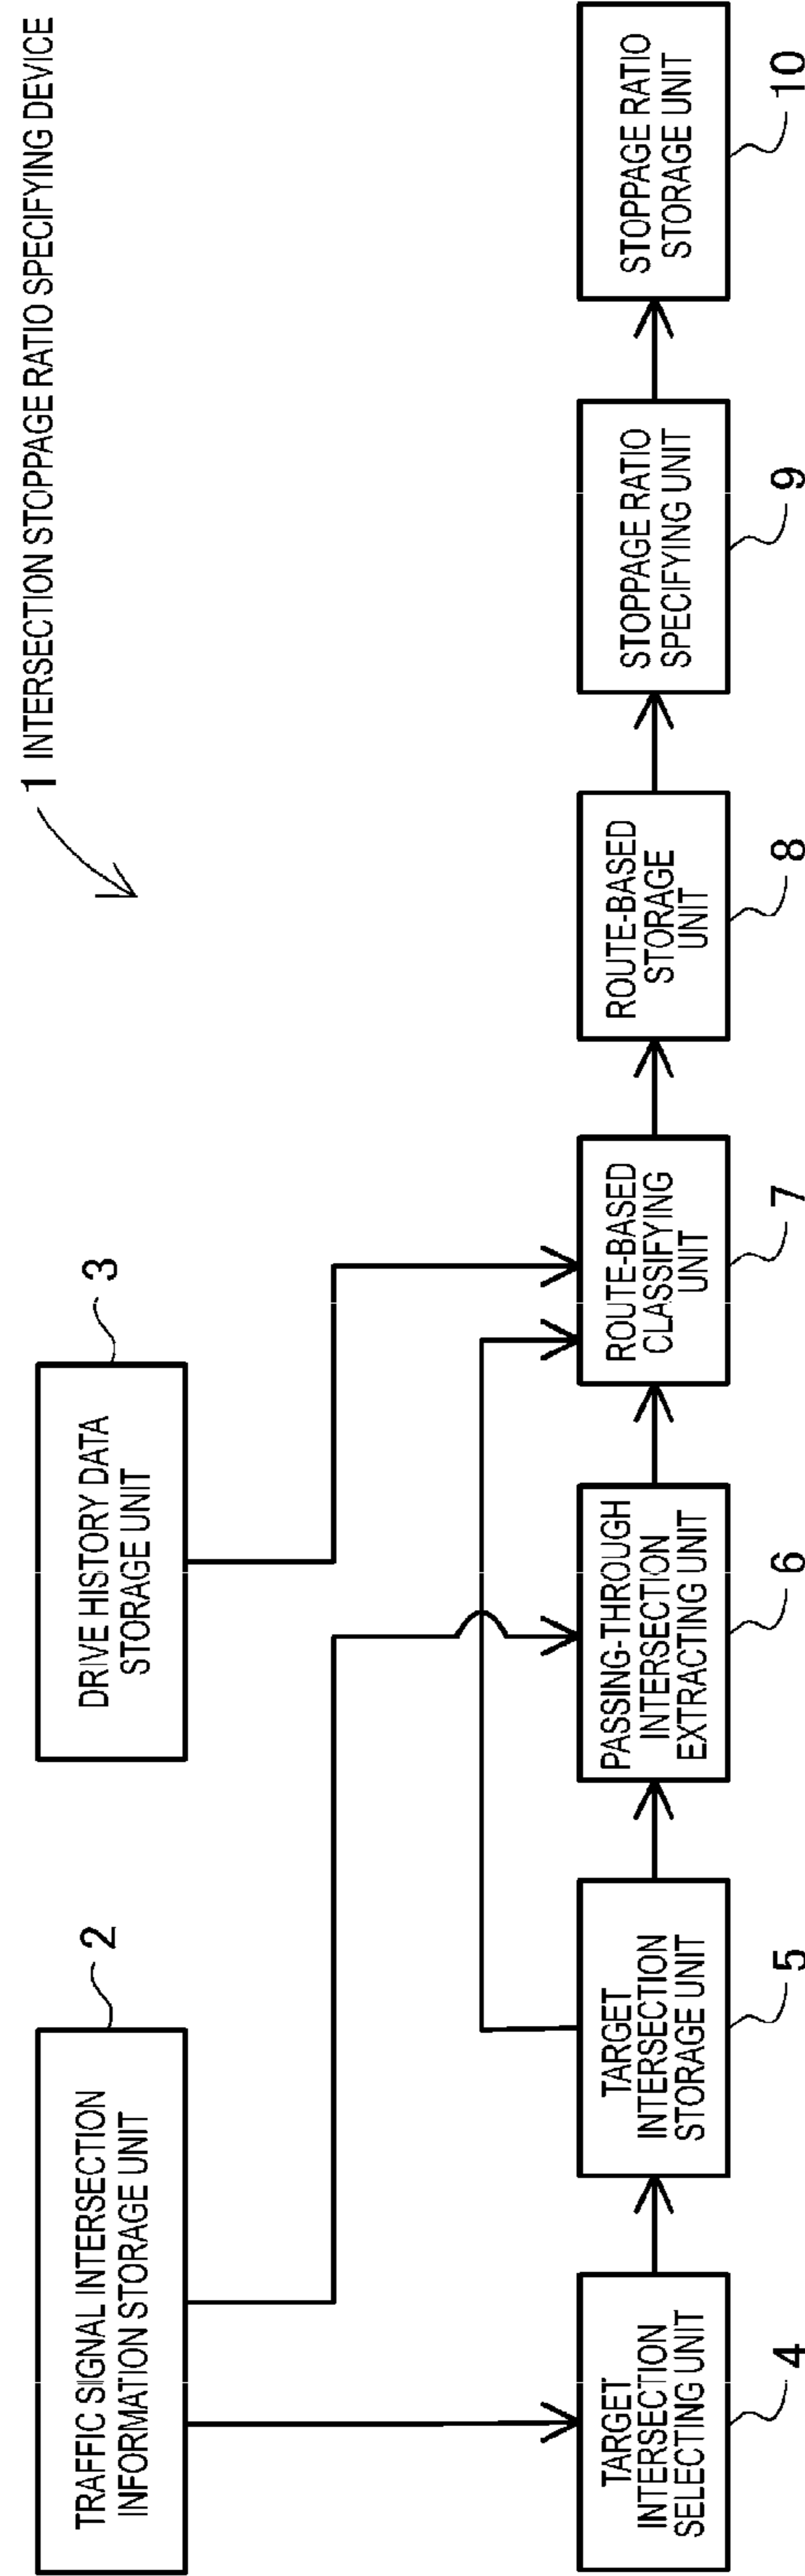 1 INTERSECTION STOPPAGE RATIO SPECIFYING DEVICE
TRAFFIC SIGNAL INTERSECTION
INFORMATION STORAGE UNIT
2
DRIVE HISTORY DATA
STORAGE UNIT
3
TARGET
INTERSECTION
SELECTING UNIT
4
TARGET
INTERSECTION
STORAGE UNIT
5
PASSING-THROUGH
INTERSECTION
EXTRACTING UNIT
6
ROUTE-BASED
CLASSIFYING
UNIT
7
ROUTE-BASED
STORAGE
UNIT
8
STOPPAGE RATIO
SPECIFYING UNIT
9
STOPPAGE RATIO
STORAGE UNIT
10